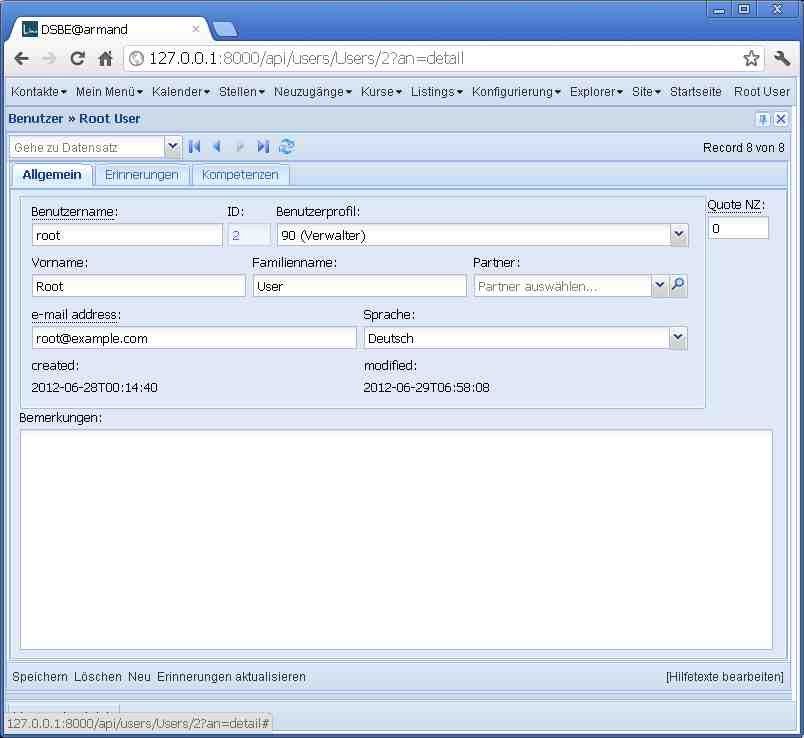 DSBE@armand
127.0.0.1:8000/api/users/Users/2?an=detail
Kontakte Mein Menü Kalender Stellen Neuzugänge Kurse Listings Konfigurierung Explorer Site Startseite Root User
Benutzer » Root User
Gehe zu Datensatz Record 8 von 8
Allgemein Erinnerungen Kompetenzen
Benutzername: ID: Benutzerprofil: Quote NZ:
root 2 90 (Verwalter) 0
Vorname: Familienname: Partner:
Root User Partner auswählen...
e-mail address: Sprache:
root@example.com Deutsch
created: modified:
2012-06-28T00:14:40 2012-06-29T06:58:08
Bemerkungen:
Speichern Löschen Neu Erinnerungen aktualisieren [Hilfetexte bearbeiten]
127.0.0.1:8000/api/users/Users/2?an=detail#